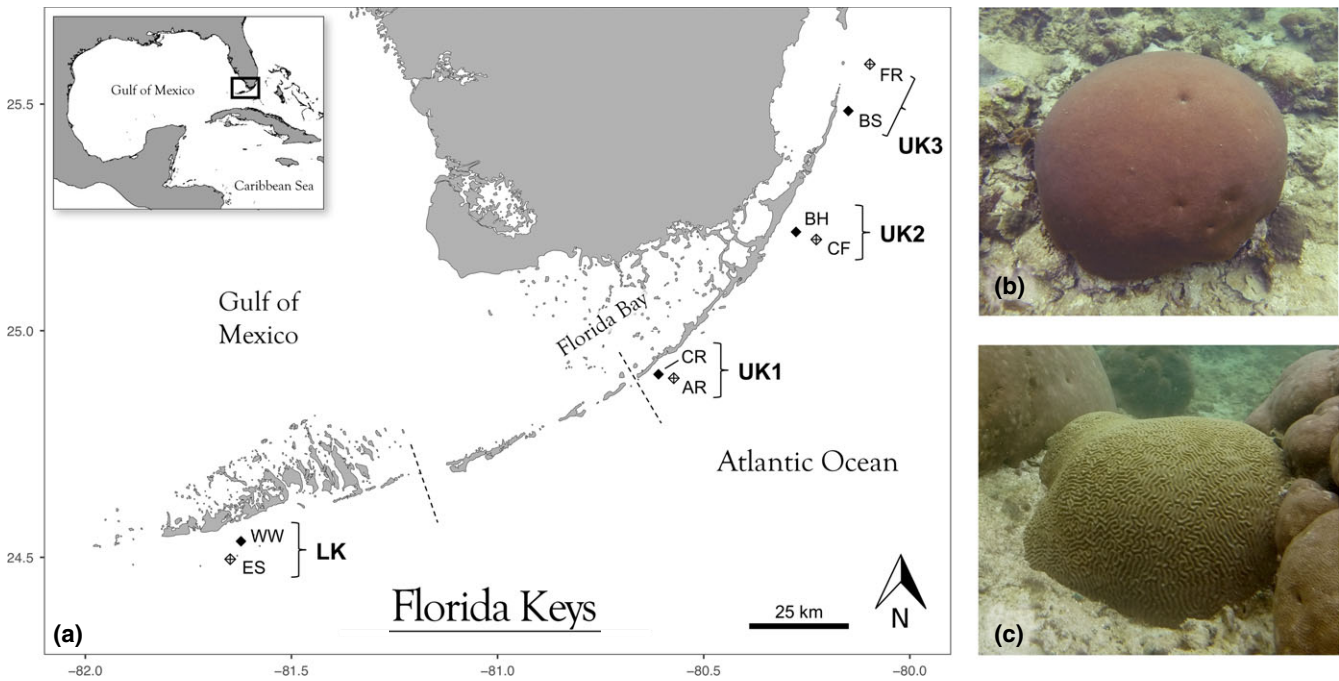 Gulf of Mexico
Caribbean Sea
25.5
25.0
24.5
FR
BS
UK3
BH
CF
UK2
Gulf of
Mexico
Florida Bay
CR
AR
UK1
Atlantic Ocean
WW
ES
LK
Florida Keys
25 km
N
(a)
−82.0
−81.5
−81.0
−80.5
−80.0
(b)
(c)